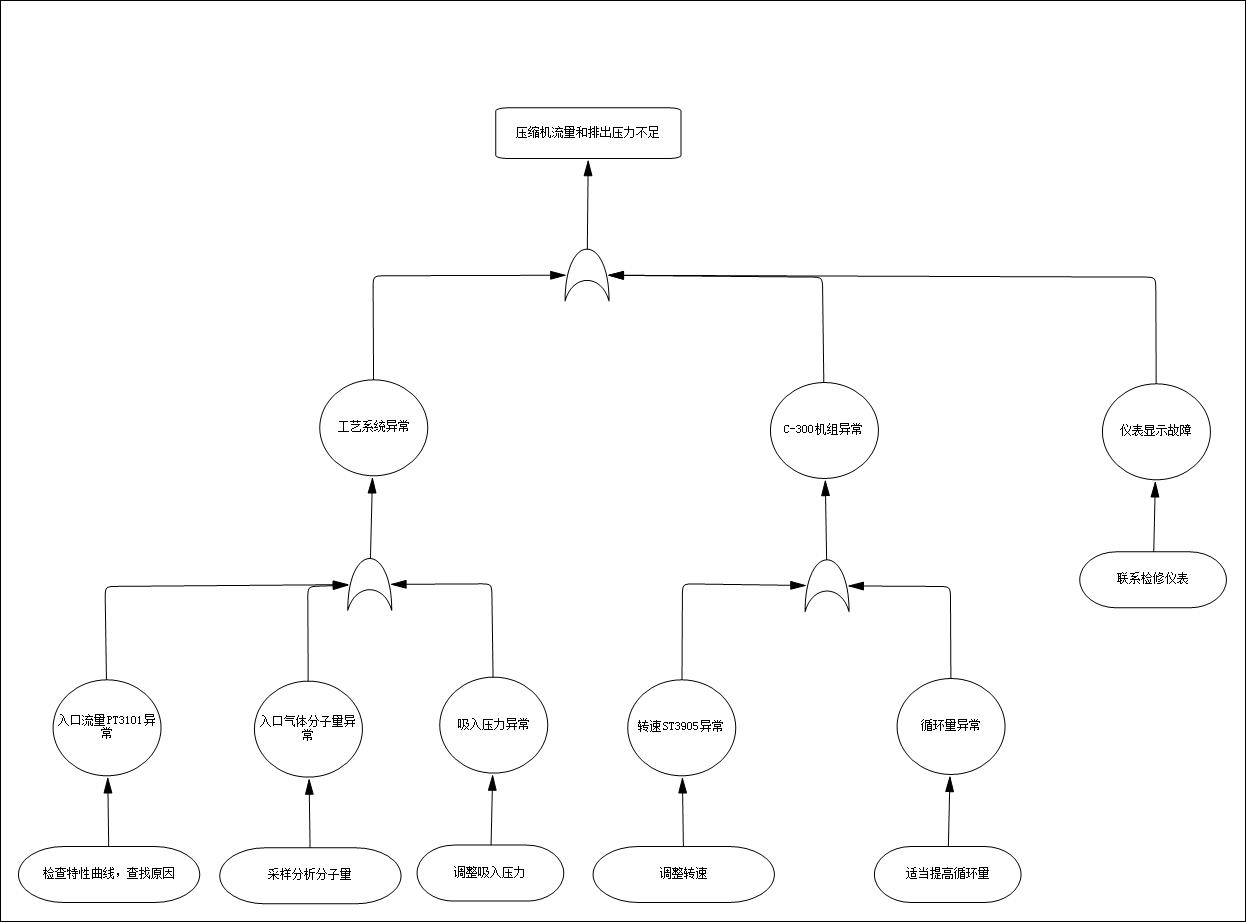 压缩机流量和排出压力不足
工艺系统异常
C-300机组异常
仪表显示故障
联系检修仪表
入口流量PT3101异
常
入口气体分子量异
常
吸入压力异常
转速ST3905异常
循环量异常
检查特性曲线，查找原因
采样分析分子量
调整吸入压力
调整转速
适当提高循环量